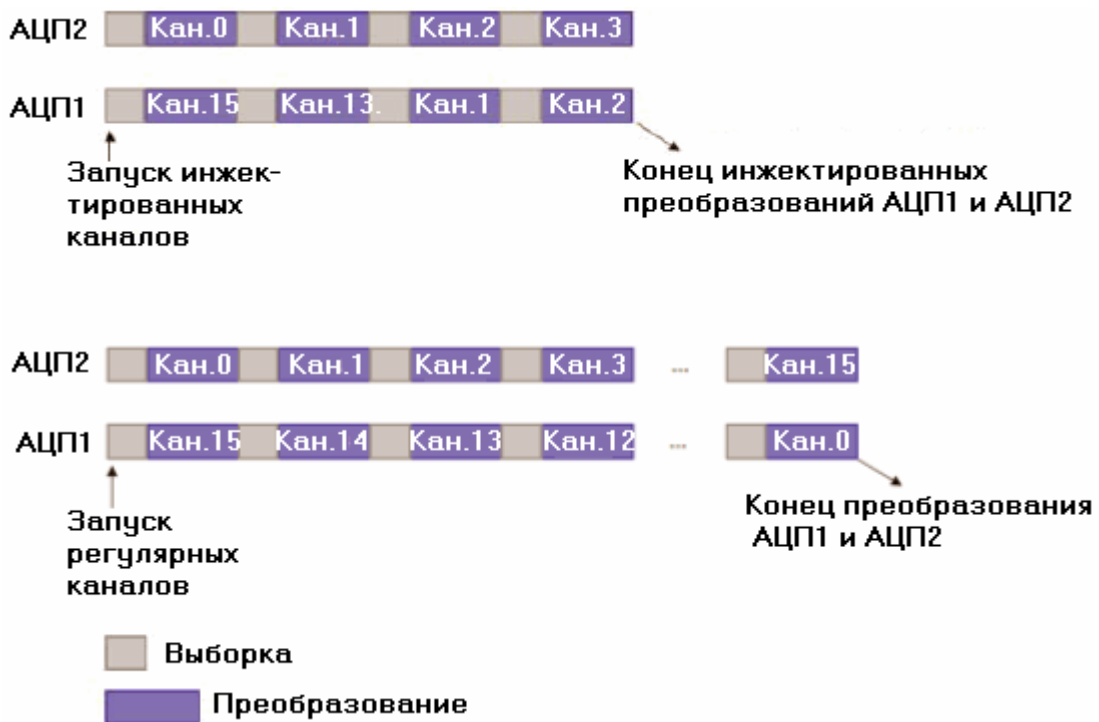 АЦП2 Кан.0 Кан.1 Кан.2 Кан.3
АЦП1 Кан.15 Кан.13. Кан.1 Кан.2
Запуск инжек-
тированных
каналов
Конец инжектированных
преобразований АЦП1 и АЦП2
АЦП2 Кан.0 Кан.1 Кан.2 Кан.3 ... Кан.15
АЦП1 Кан.15 Кан.14 Кан.13 Кан.12 ... Кан.0
Запуск
регулярных
каналов
Конец преобразования
АЦП1 и АЦП2
Выборка
Преобразование